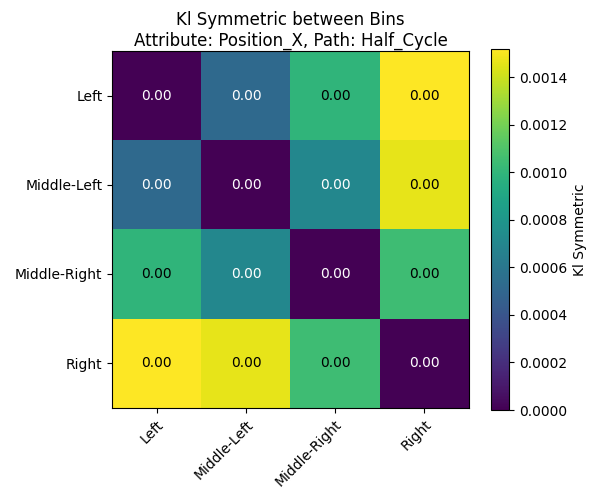 Kl Symmetric between Bins
Attribute: Position_X, Path: Half_Cycle
Left 0.00 0.00 0.00 0.00
Middle-Left 0.00 0.00 0.00 0.00
Middle-Right 0.00 0.00 0.00 0.00
Right 0.00 0.00 0.00 0.00
Left
Middle-Left
Middle-Right
Right
0.0014
0.0012
0.0010
0.0008
0.0006
0.0004
0.0002
0.0000
Kl Symmetric